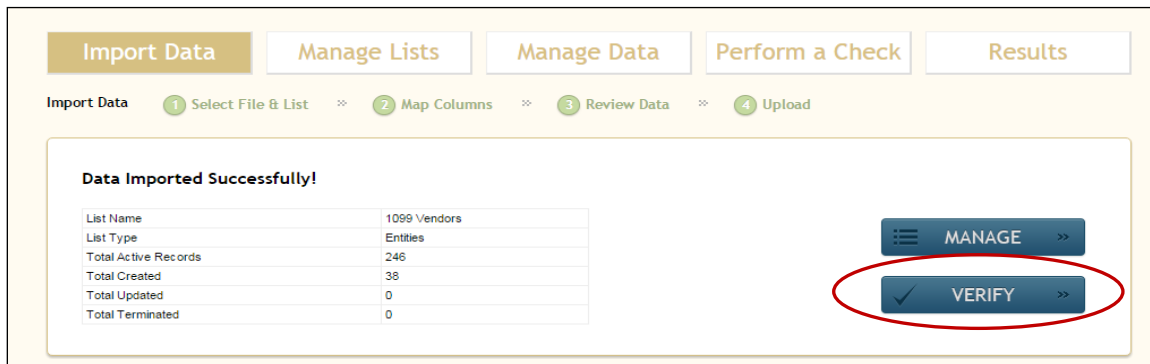 Import Data Manage Lists Manage Data Perform a Check Results
Import Data 1 Select File & List » 2 Map Columns » 3 Review Data » 4 Upload
Data Imported Successfully!
List Name 1099 Vendors
List Type Entities
Total Active Records 246
Total Created 38
Total Updated 0
Total Terminated 0
MANAGE »
VERIFY »